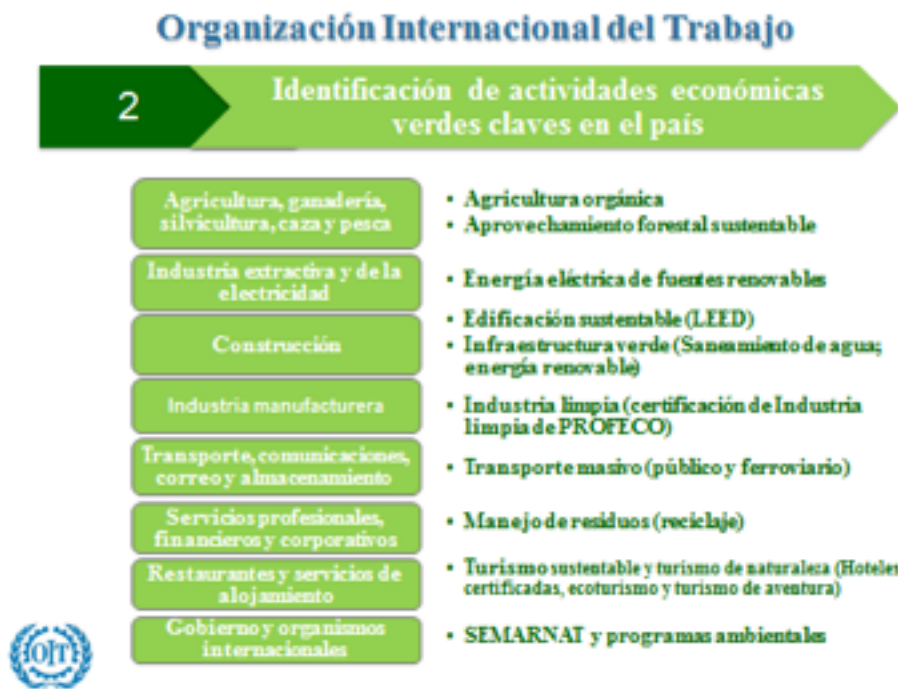 Organización Internacional del Trabajo
2
Identificación de actividades económicas
verdes claves en el país
Agricultura, ganadería,
silvicultura, caza y pesca
• Agricultura orgánica
• Aprovechamiento forestal sustentable
Industria extractiva y de la
electricidad
• Energía eléctrica de fuentes renovables
Construcción
• Edificación sustentable (LEED)
• Infraestructura verde (Saneamiento de agua;
energía renovable)
Industria manufacturera
• Industria limpia (certificación de Industria
limpia de PROFECO)
Transporte, comunicaciones,
correo y almacenamiento
• Transporte masivo (público y ferroviario)
Servicios profesionales,
financieros y corporativos
• Manejo de residuos (reciclaje)
Restaurantes y servicios de
alojamiento
• Turismo sustentable y turismo de naturaleza (Hoteles
certificadas, ecoturismo y turismo de aventura)
Gobierno y organismos
internacionales
• SEMARNAT y programas ambientales
OIT